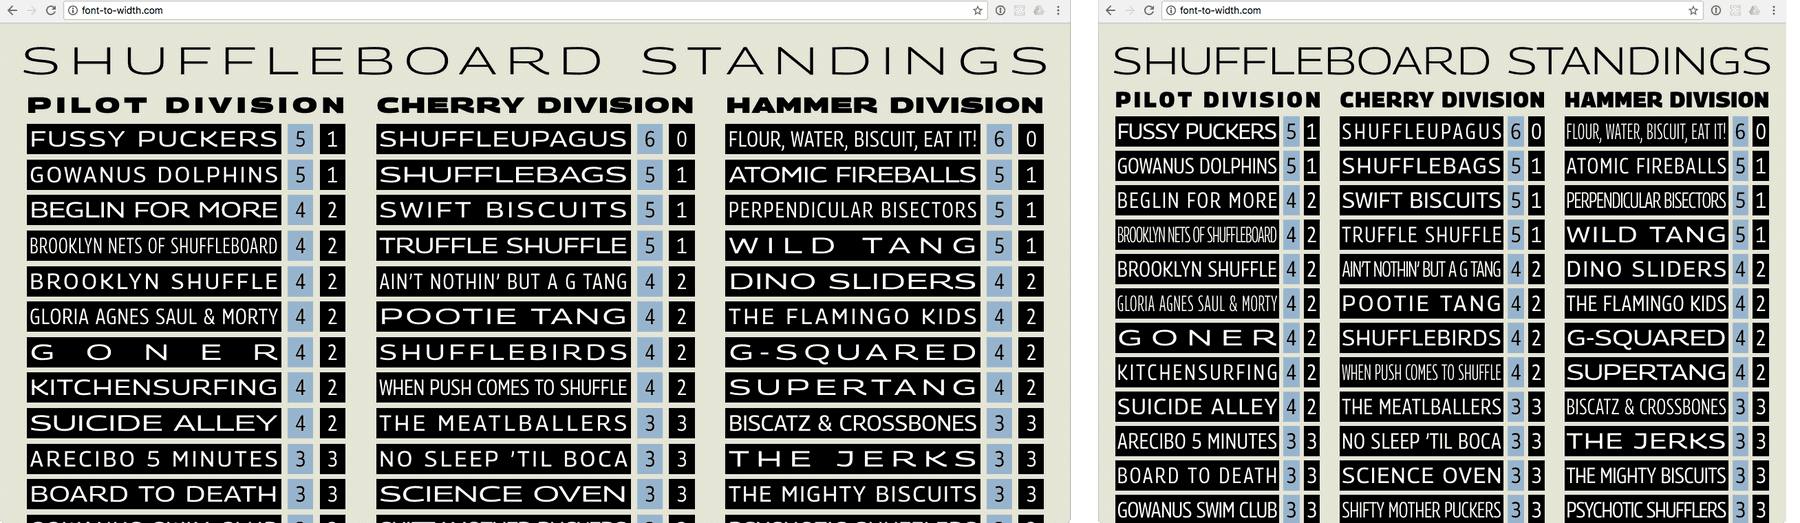 font-to-width.com
SHUFFLEBOARD STANDINGS
PILOT DIVISION
FUSSY PUCKERS 5 1
GOWANUS DOLPHINS 5 1
BEGLIN FOR MORE 4 2
BROOKLYN NETS OF SHUFFLEBOARD 4 2
BROOKLYN SHUFFLE 4 2
GLORIA AGNES SAUL & MORTY 4 2
GONER 4 2
KITCHENSURFING 4 2
SUICIDE ALLEY 4 2
ARECIBO 5 MINUTES 3 3
BOARD TO DEATH 3 3
CHERRY DIVISION
SHUFFLEUPAGUS 6 0
SHUFFLEBAGS 5 1
SWIFT BISCUITS 5 1
TRUFFLE SHUFFLE 5 1
AIN'T NOTHIN' BUT A G TANG 4 2
POOTIE TANG 4 2
SHUFFLEBIRDS 4 2
WHEN PUSH COMES TO SHUFFLE 4 2
THE MEATLBALLERS 3 3
NO SLEEP 'TIL BOCA 3 3
SCIENCE OVEN 3 3
HAMMER DIVISION
FLOUR, WATER, BISCUIT, EAT IT! 6 0
ATOMIC FIREBALLS 5 1
PERPENDICULAR BISECTORS 5 1
WILD TANG 5 1
DINO SLIDERS 4 2
THE FLAMINGO KIDS 4 2
G-SQUARED 4 2
SUPERTANG 4 2
BISCATZ & CROSSBONES 3 3
THE JERKS 3 3
THE MIGHTY BISCUITS 3 3
font-to-width.com
SHUFFLEBOARD STANDINGS
PILOT DIVISION
FUSSY PUCKERS 5 1
GOWANUS DOLPHINS 5 1
BEGLIN FOR MORE 4 2
BROOKLYN NETS OF SHUFFLEBOARD 4 2
BROOKLYN SHUFFLE 4 2
GLORIA AGNES SAUL & MORTY 4 2
GONER 4 2
KITCHENSURFING 4 2
SUICIDE ALLEY 4 2
ARECIBO 5 MINUTES 3 3
BOARD TO DEATH 3 3
GOWANUS SWIM CLUB 3 3
CHERRY DIVISION
SHUFFLEUPAGUS 6 0
SHUFFLEBAGS 5 1
SWIFT BISCUITS 5 1
TRUFFLE SHUFFLE 5 1
AIN'T NOTHIN' BUT A G TANG 4 2
POOTIE TANG 4 2
SHUFFLEBIRDS 4 2
WHEN PUSH COMES TO SHUFFLE 4 2
THE MEATLBALLERS 3 3
NO SLEEP 'TIL BOCA 3 3
SCIENCE OVEN 3 3
SHIFTY MOTHER PUCKERS 3 3
HAMMER DIVISION
FLOUR, WATER, BISCUIT, EAT IT! 6 0
ATOMIC FIREBALLS 5 1
PERPENDICULAR BISECTORS 5 1
WILD TANG 5 1
DINO SLIDERS 4 2
THE FLAMINGO KIDS 4 2
G-SQUARED 4 2
SUPERTANG 4 2
BISCATZ & CROSSBONES 3 3
THE JERKS 3 3
THE MIGHTY BISCUITS 3 3
PSYCHOTIC SHUFFLERS 3 3